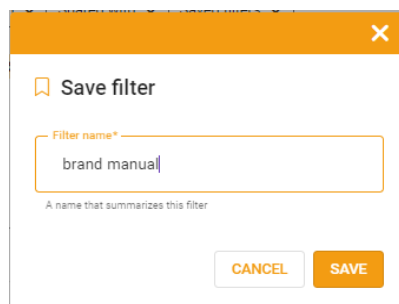 Save filter
Filter name*
brand manual
A name that summarizes this filter
CANCEL SAVE